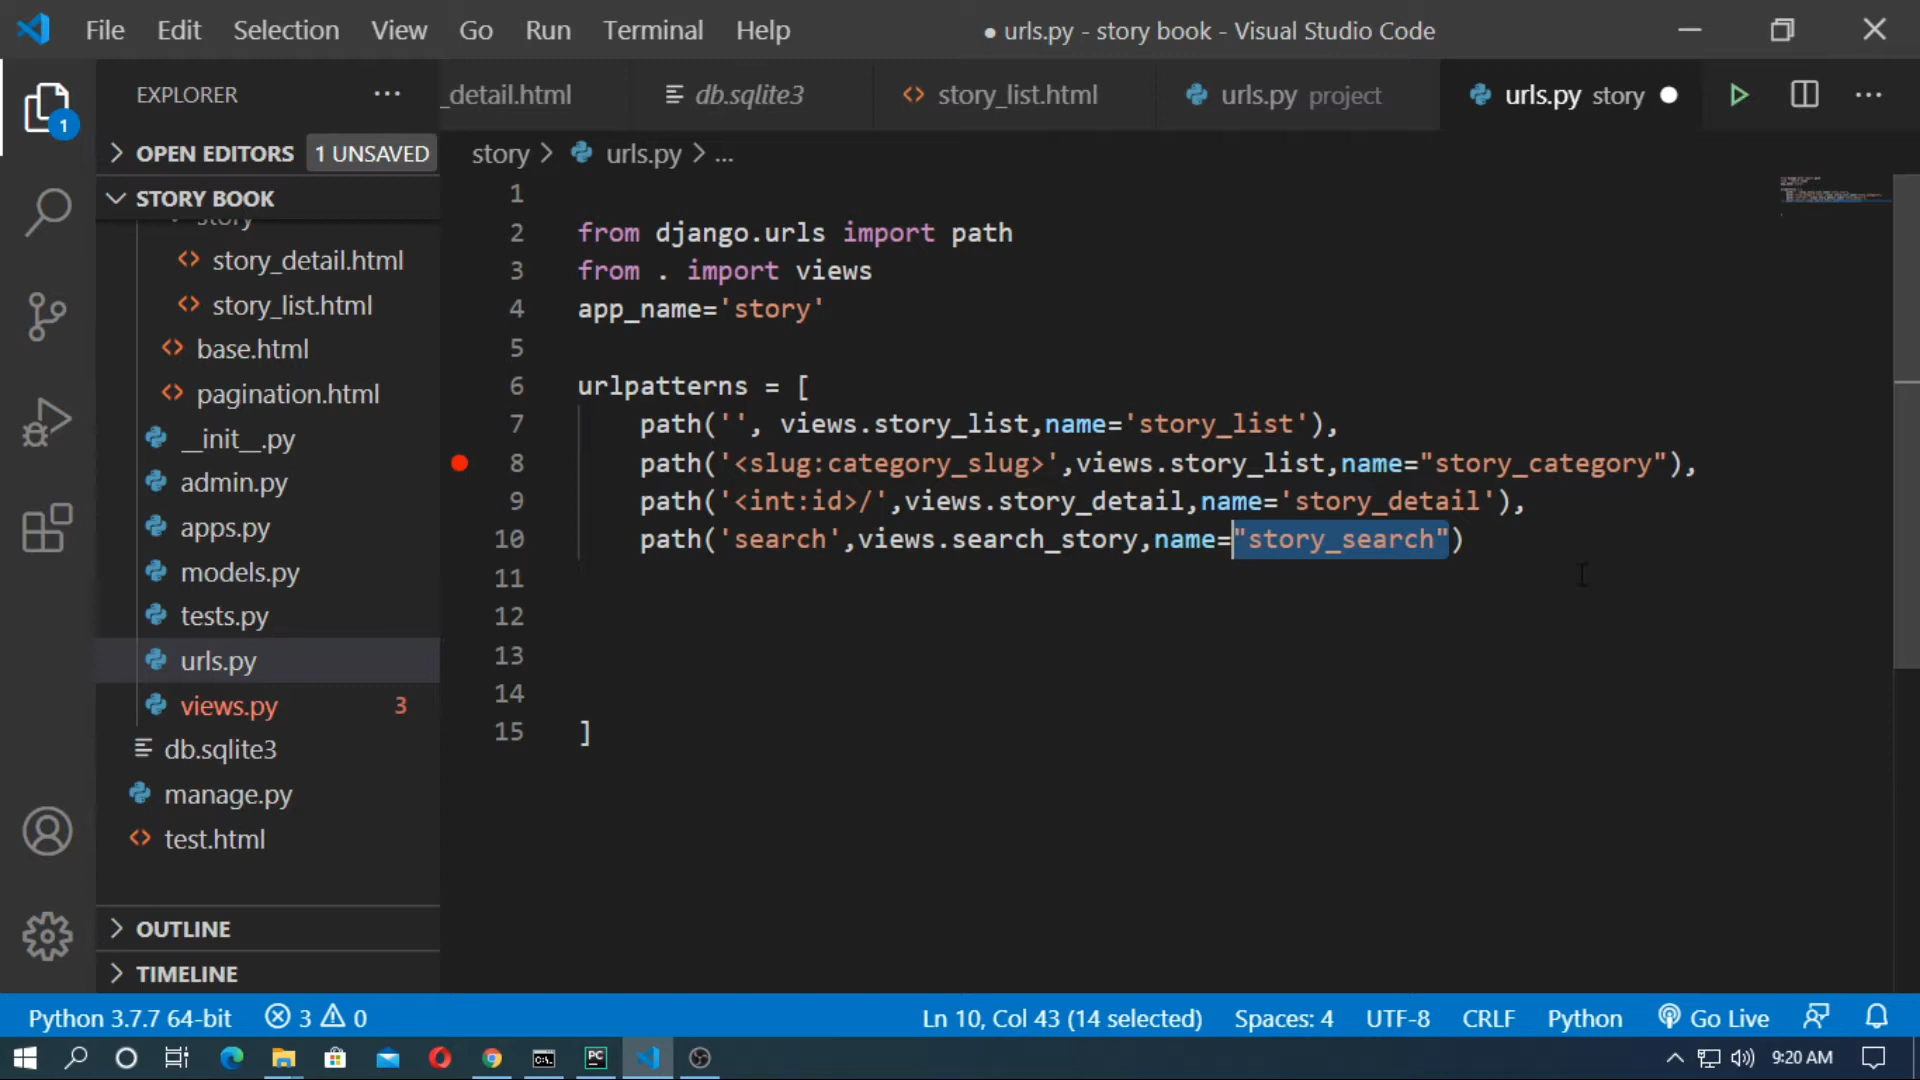 File Edit Selection View Go Run Terminal Help
● urls.py - story book - Visual Studio Code
EXPLORER ···
_detail.html db.sqlite3 story_list.html urls.py project urls.py story
OPEN EDITORS 1 UNSAVED
story > urls.py > ...
STORY BOOK
story
story_detail.html
story_list.html
base.html
pagination.html
__init__.py
admin.py
apps.py
models.py
tests.py
urls.py
views.py 3
db.sqlite3
manage.py
test.html
OUTLINE
TIMELINE
1
1
2 from django.urls import path
3 from . import views
4 app_name='story'
5
6 urlpatterns = [
7 path('', views.story_list,name='story_list'),
8 path('<slug:category_slug>',views.story_list,name="story_category"),
9 path('<int:id>/',views.story_detail,name='story_detail'),
10 path('search',views.search_story,name="story_search")
11
12
13
14
15 ]
Python 3.7.7 64-bit 3 0 Ln 10, Col 43 (14 selected) Spaces: 4 UTF-8 CRLF Python Go Live
PC
9:20 AM